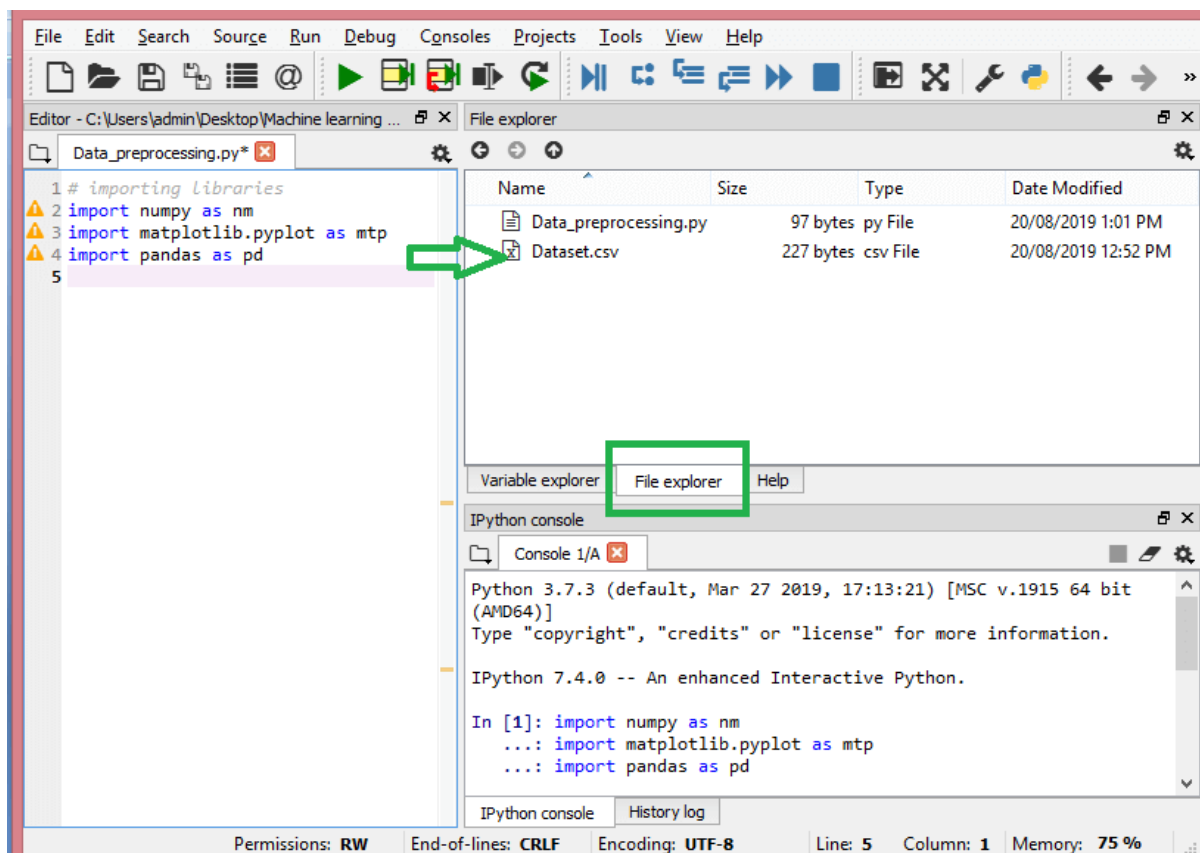 File Edit Search Source Run Debug Consoles Projects Tools View Help
Editor - C:\Users\admin\Desktop\Machine learning ...
Data_preprocessing.py*
1 # importing libraries
2 import numpy as nm
3 import matplotlib.pyplot as mtp
4 import pandas as pd
5
File explorer
Name Size Type Date Modified
Data_preprocessing.py 97 bytes py File 20/08/2019 1:01 PM
Dataset.csv 227 bytes csv File 20/08/2019 12:52 PM
Variable explorer File explorer Help
IPython console
Console 1/A
Python 3.7.3 (default, Mar 27 2019, 17:13:21) [MSC v.1915 64 bit
(AMD64)]
Type "copyright", "credits" or "license" for more information.
IPython 7.4.0 -- An enhanced Interactive Python.
In [1]: import numpy as nm
...: import matplotlib.pyplot as mtp
...: import pandas as pd
IPython console History log
Permissions: RW End-of-lines: CRLF Encoding: UTF-8 Line: 5 Column: 1 Memory: 75 %